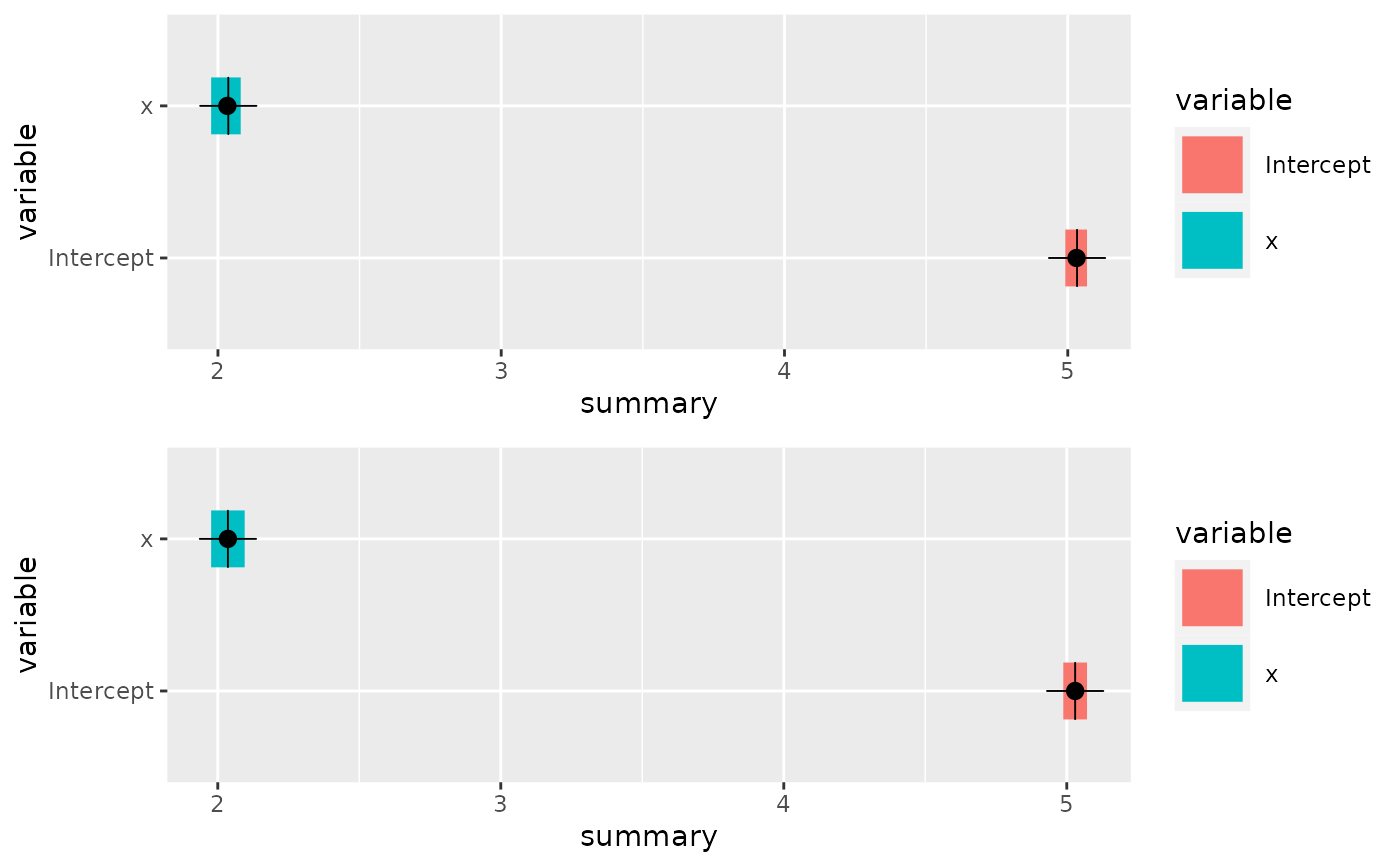 variable
x
Intercept
2 3 4 5
summary
variable
Intercept
x
variable
x
Intercept
2 3 4 5
summary
variable
Intercept
x